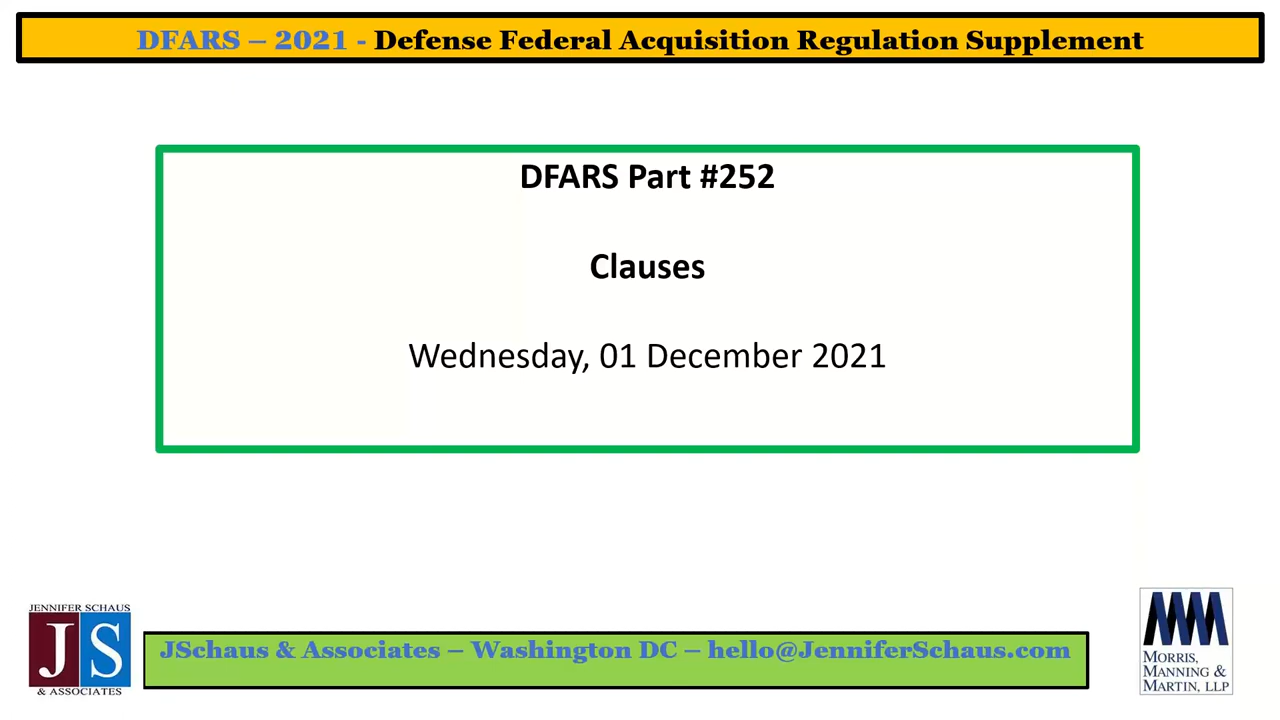 DFARS – 2021 - Defense Federal Acquisition Regulation Supplement
DFARS Part #252
Clauses
Wednesday, 01 December 2021
JENNIFER SCHAUS
JS
& ASSOCIATES
JSchaus & Associates – Washington DC – hello@JenniferSchaus.com
MMM
MORRIS,
MANNING &
MARTIN, LLP